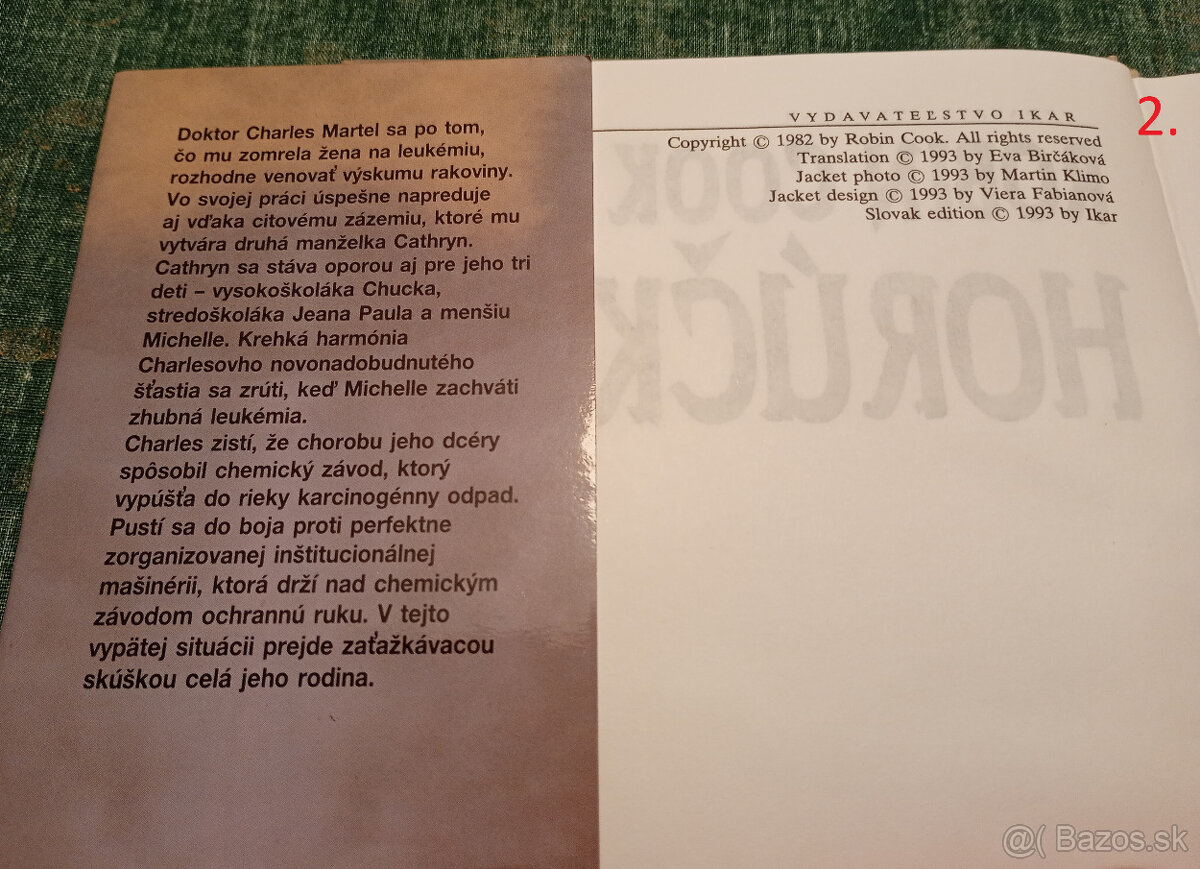 Doktor Charles Martel sa po tom,
čo mu zomrela žena na leukémiu,
rozhodne venovať výskumu rakoviny.
Vo svojej práci úspešne napreduje
aj vďaka citovému zázemiu, ktoré mu
vytvára druhá manželka Cathryn.
Cathryn sa stáva oporou aj pre jeho tri
deti – vysokoškoláka Chucka,
stredoškoláka Jeana Paula a menšiu
Michelle. Krehká harmónia
Charlesovho novonadobudnutého
šťastia sa zrúti, keď Michelle zachváti
zhubná leukémia.
Charles zistí, že chorobu jeho dcéry
spôsobil chemický závod, ktorý
vypúšťa do rieky karcinogénny odpad.
Pustí sa do boja proti perfektne
zorganizovanej inštitucionálnej
mašinérii, ktorá drží nad chemickým
závodom ochrannú ruku. V tejto
vypätej situácii prejde zaťažkávacou
skúškou celá jeho rodina.
VYDAVATEĽSTVO IKAR
Copyright © 1982 by Robin Cook. All rights reserved
Translation © 1993 by Eva Birčáková
Jacket photo © 1993 by Martin Klimo
Jacket design © 1993 by Viera Fabianová
Slovak edition © 1993 by Ikar
COOK
HORÚČK
2.
@( Bazos.sk